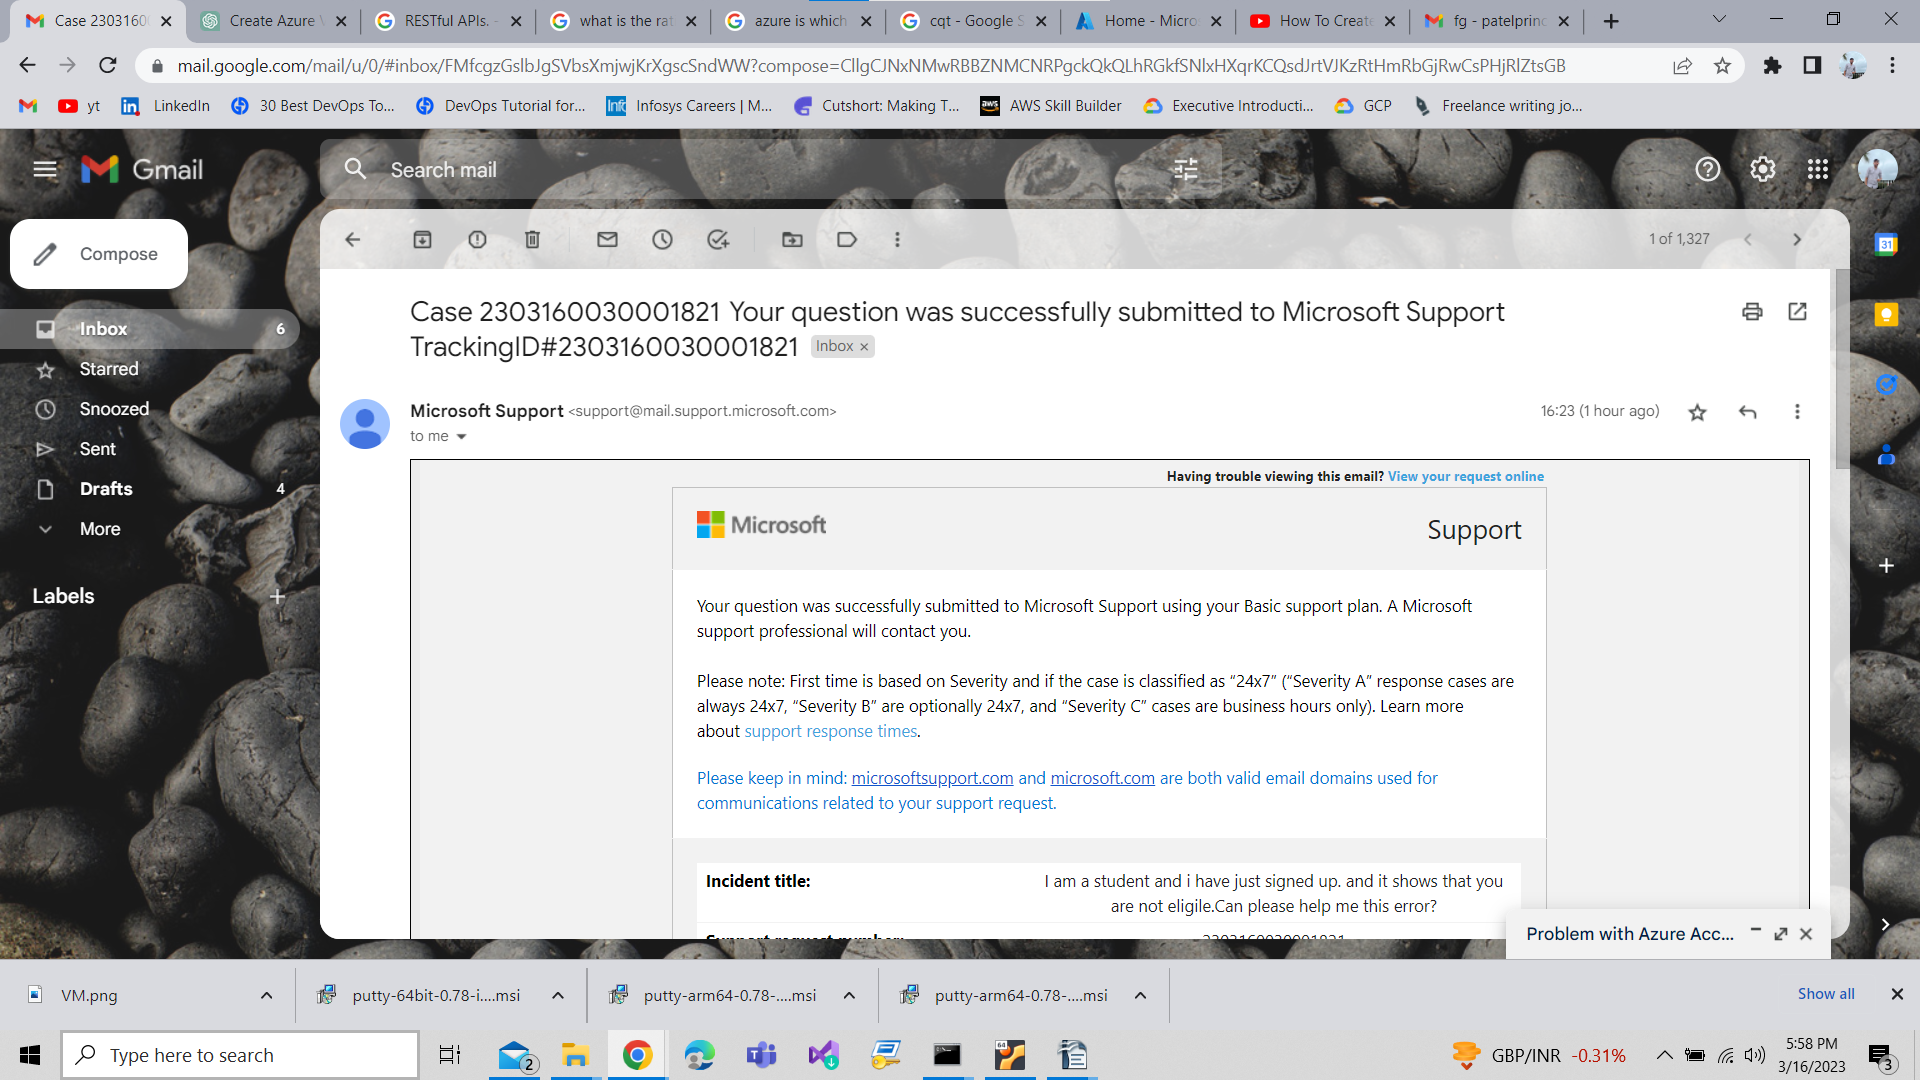 Case 2303160
Create Azure V
RESTful APIs. -
what is the rat
azure is which
cqt - Google S
Home - Micros
How To Create
fg - patelprinc
mail.google.com/mail/u/0/#inbox/FMfcgzGslbJgSVbsXmjwjKrXgscSndWW?compose=CllgCJNxNMwRBBZNMCNRPgckQkQLhRGkfSNlxHXqrKCQsdJrtVJKzRtHmRbGjRwCsPHjRlZtsGB
yt
LinkedIn
30 Best DevOps To...
DevOps Tutorial for...
Infosys Careers | M...
Cutshort: Making T...
AWS Skill Builder
Executive Introducti...
GCP
Freelance writing jo...
Gmail
Search mail
Compose
1 of 1,327
Inbox 6
Starred
Snoozed
Sent
Drafts 4
More
Labels
Case 2303160030001821 Your question was successfully submitted to Microsoft Support
TrackingID#2303160030001821 Inbox ×
Microsoft Support <support@mail.support.microsoft.com>
16:23 (1 hour ago)
to me
Having trouble viewing this email? View your request online
Microsoft
Support
Your question was successfully submitted to Microsoft Support using your Basic support plan. A Microsoft
support professional will contact you.
Please note: First time is based on Severity and if the case is classified as “24x7” (“Severity A” response cases are
always 24x7, “Severity B” are optionally 24x7, and “Severity C” cases are business hours only). Learn more
about support response times.
Please keep in mind: microsoftsupport.com and microsoft.com are both valid email domains used for
communications related to your support request.
Incident title:
I am a student and i have just signed up. and it shows that you
are not eligile.Can please help me this error?
Support request number:
2303160030001821
Problem with Azure Acc...
VM.png
putty-64bit-0.78-i....msi
putty-arm64-0.78-....msi
putty-arm64-0.78-....msi
Show all
Type here to search
2
GBP/INR -0.31%
5:58 PM
3/16/2023
3